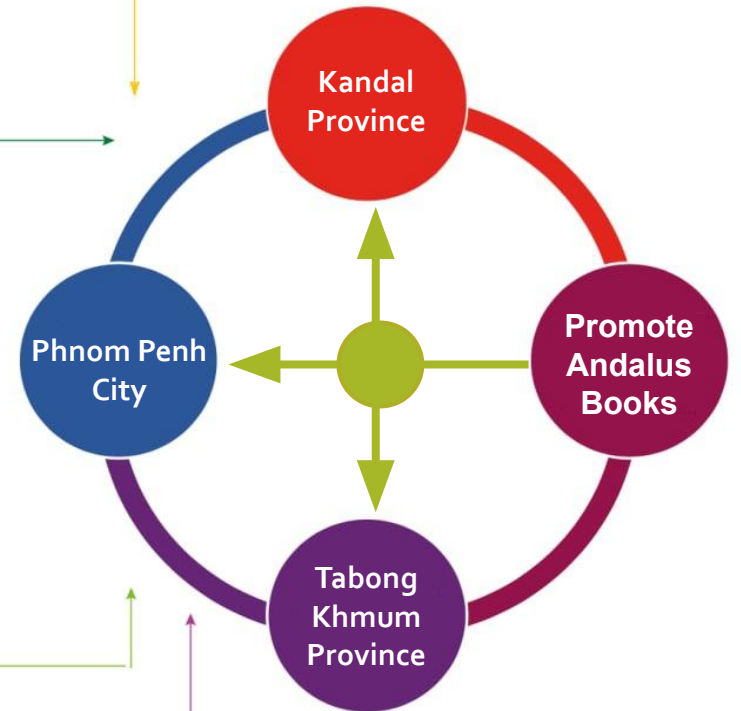 Kandal
Province
Phnom Penh
City
Promote
Andalus
Books
Tabong
Khmum
Province